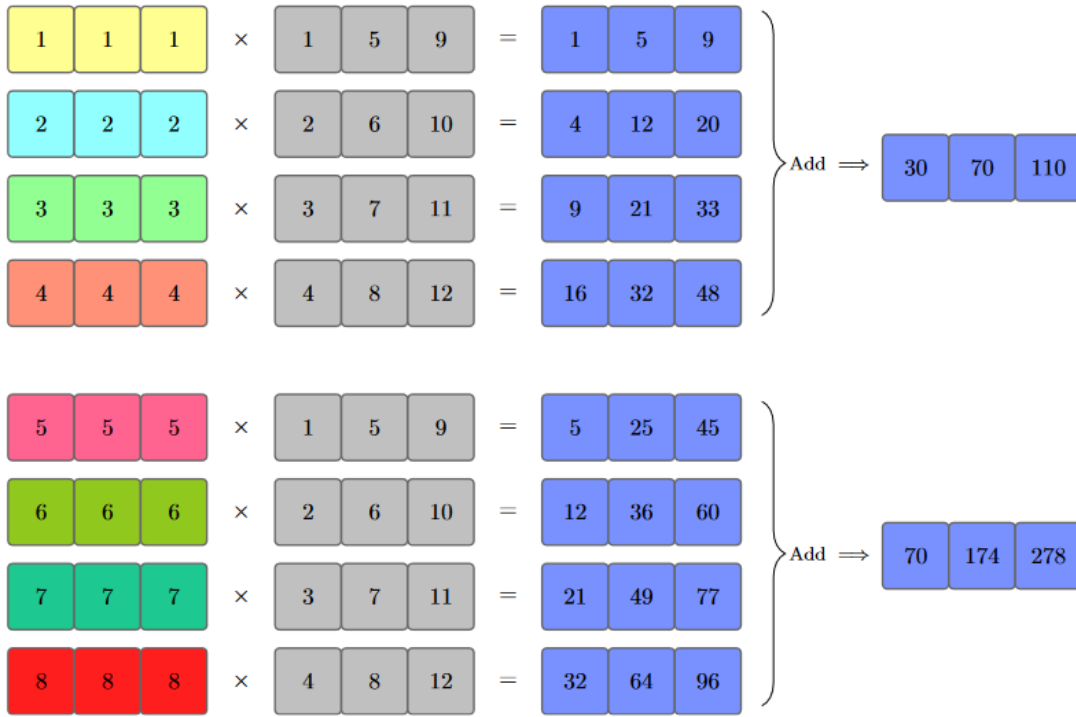 1 1 1 × 1 5 9 = 1 5 9
2 2 2 × 2 6 10 = 4 12 20
Add ⟹ 30 70 110
3 3 3 × 3 7 11 = 9 21 33
4 4 4 × 4 8 12 = 16 32 48
5 5 5 × 1 5 9 = 5 25 45
6 6 6 × 2 6 10 = 12 36 60
Add ⟹ 70 174 278
7 7 7 × 3 7 11 = 21 49 77
8 8 8 × 4 8 12 = 32 64 96